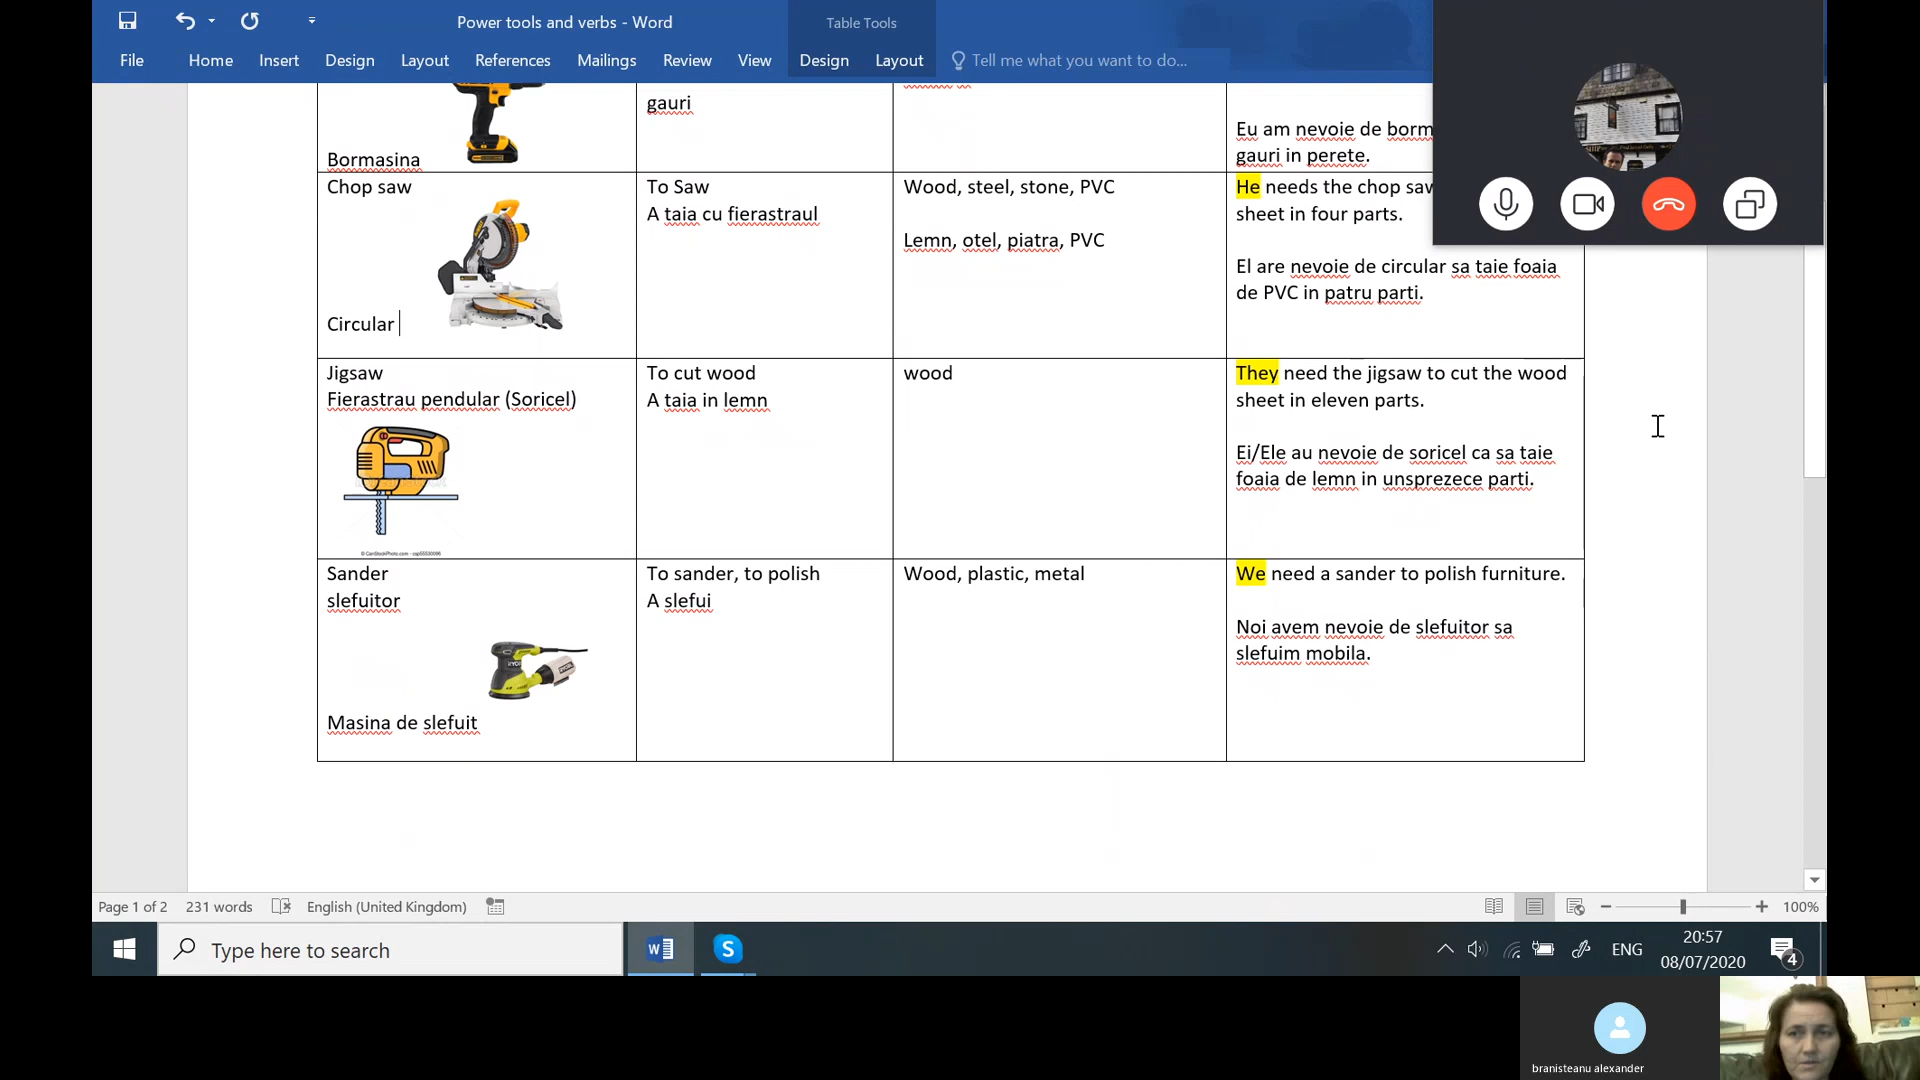 Power tools and verbs - Word
Table Tools
File Home Insert Design Layout References Mailings Review View Design Layout Tell me what you want to do...
gauri
Bormasina
Eu am nevoie de borm
gauri in perete.
Chop saw
Circular
To Saw
A taia cu fierastraul
Wood, steel, stone, PVC
Lemn, otel, piatra, PVC
He needs the chop saw
sheet in four parts.
El are nevoie de circular sa taie foaia
de PVC in patru parti.
Jigsaw
Fierastrau pendular (Soricel)
© CanStockPhoto.com
To cut wood
A taia in lemn
wood
They need the jigsaw to cut the wood
sheet in eleven parts.
Ei/Ele au nevoie de soricel ca sa taie
foaia de lemn in unsprezece parti.
Sander
slefuitor
RYOBI
Masina de slefuit
To sander, to polish
A slefui
Wood, plastic, metal
We need a sander to polish furniture.
Noi avem nevoie de slefuitor sa
slefuim mobila.
Page 1 of 2 231 words English (United Kingdom) 100%
Type here to search
ENG
20:57
08/07/2020
4
branisteanu alexander